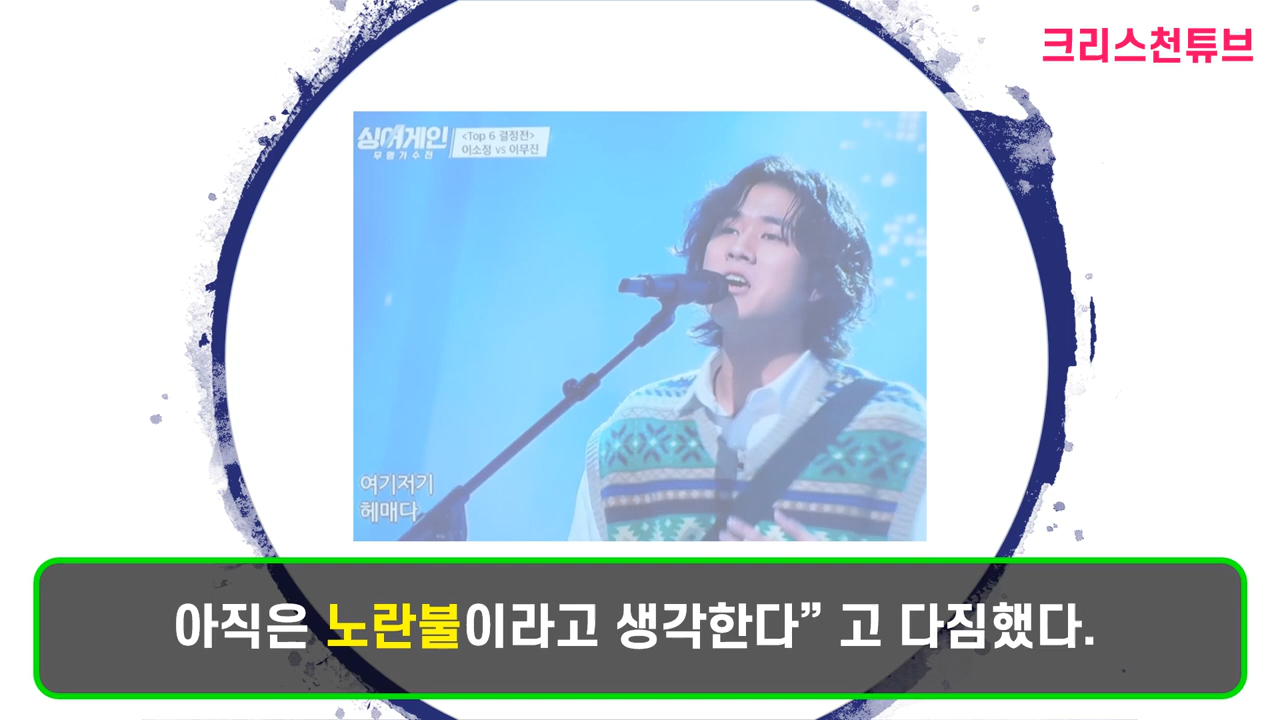 크리스천튜브
싱어게인
무명가수전
<Top 6 결정전>
이소정 vs 이무진
여기저기
헤매다
아직은 노란불이라고 생각한다” 고 다짐했다.